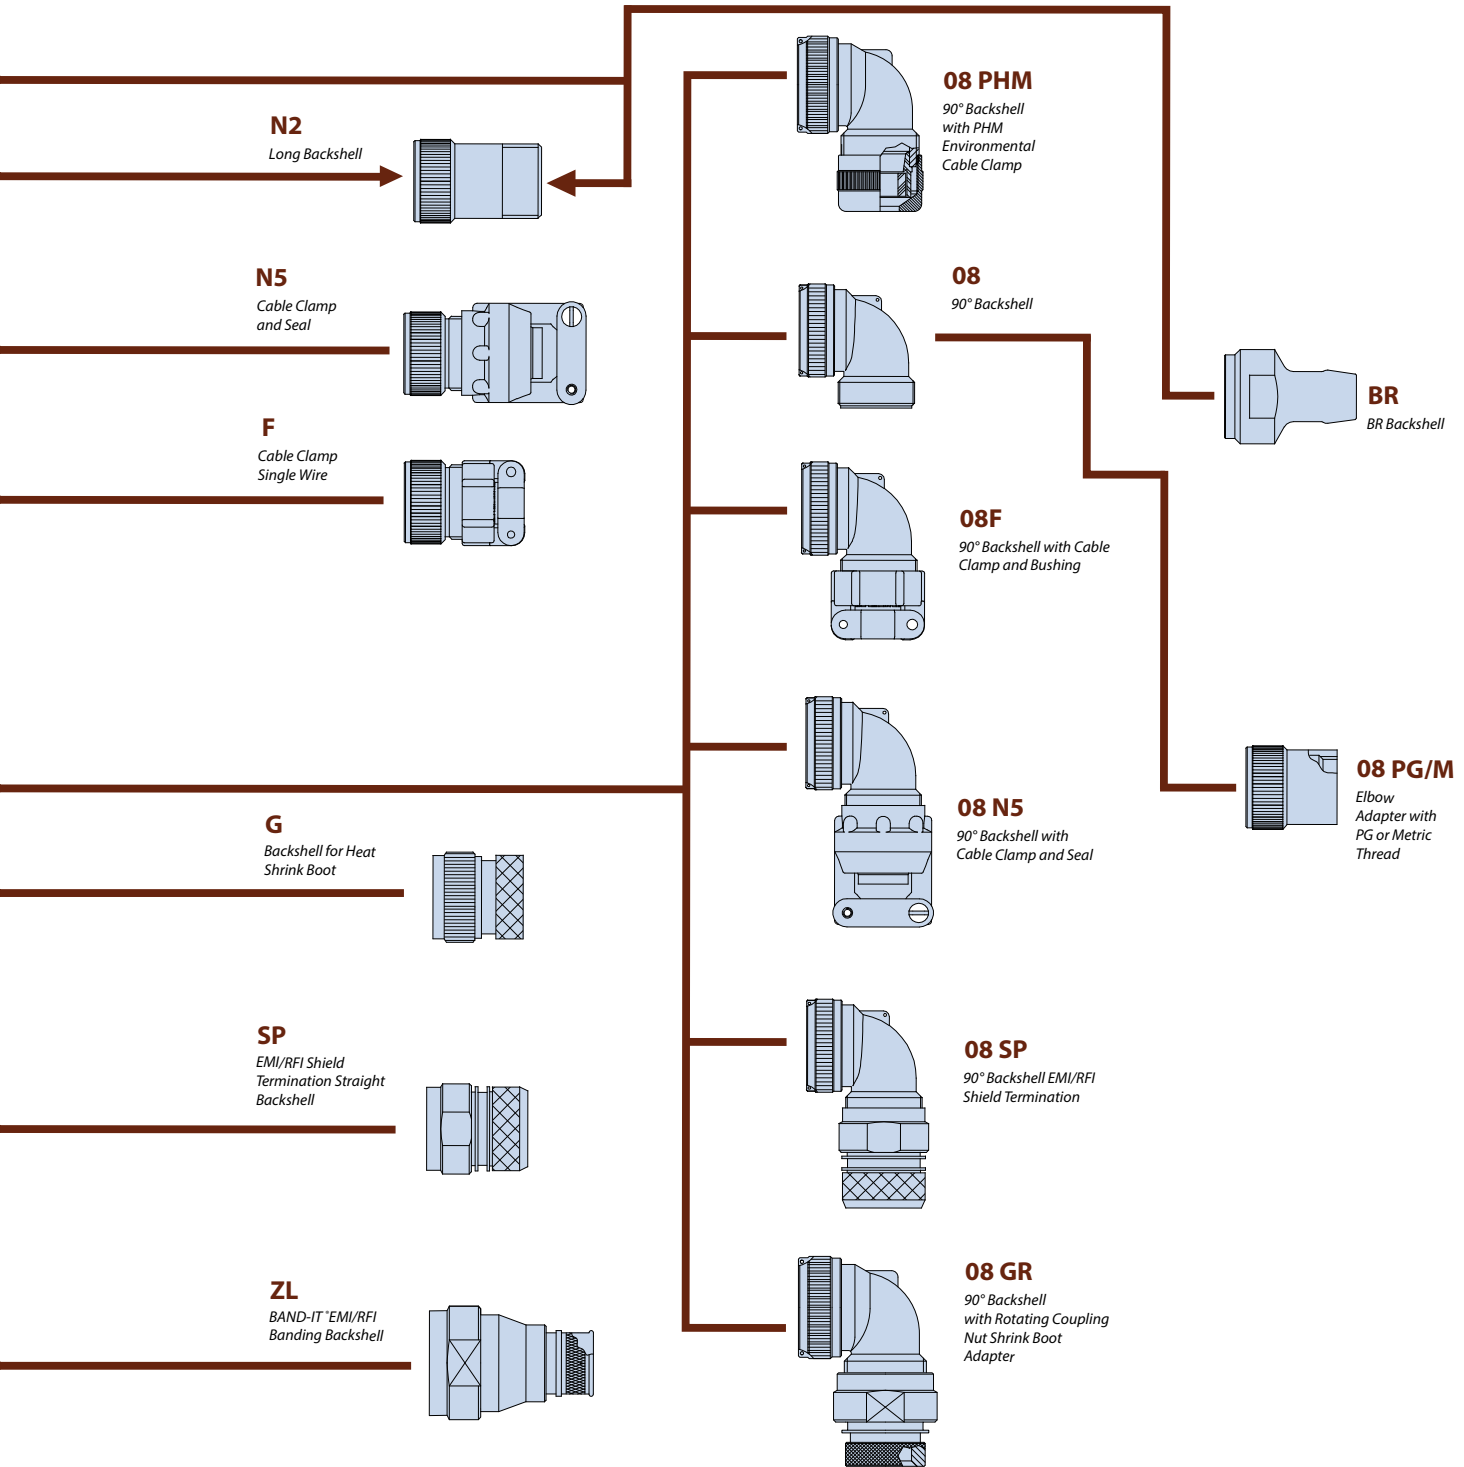 N2
Long Backshell
N5
Cable Clamp
and Seal
F
Cable Clamp
Single Wire
G
Backshell for Heat
Shrink Boot
SP
EMI/RFI Shield
Termination Straight
Backshell
ZL
BAND-IT® EMI/RFI
Banding Backshell
08 PHM
90° Backshell
with PHM
Environmental
Cable Clamp
08
90° Backshell
08F
90° Backshell with Cable
Clamp and Bushing
08 N5
90° Backshell with
Cable Clamp and Seal
08 SP
90° Backshell EMI/RFI
Shield Termination
08 GR
90° Backshell
with Rotating Coupling
Nut Shrink Boot
Adapter
BR
BR Backshell
08 PG/M
Elbow
Adapter with
PG or Metric
Thread